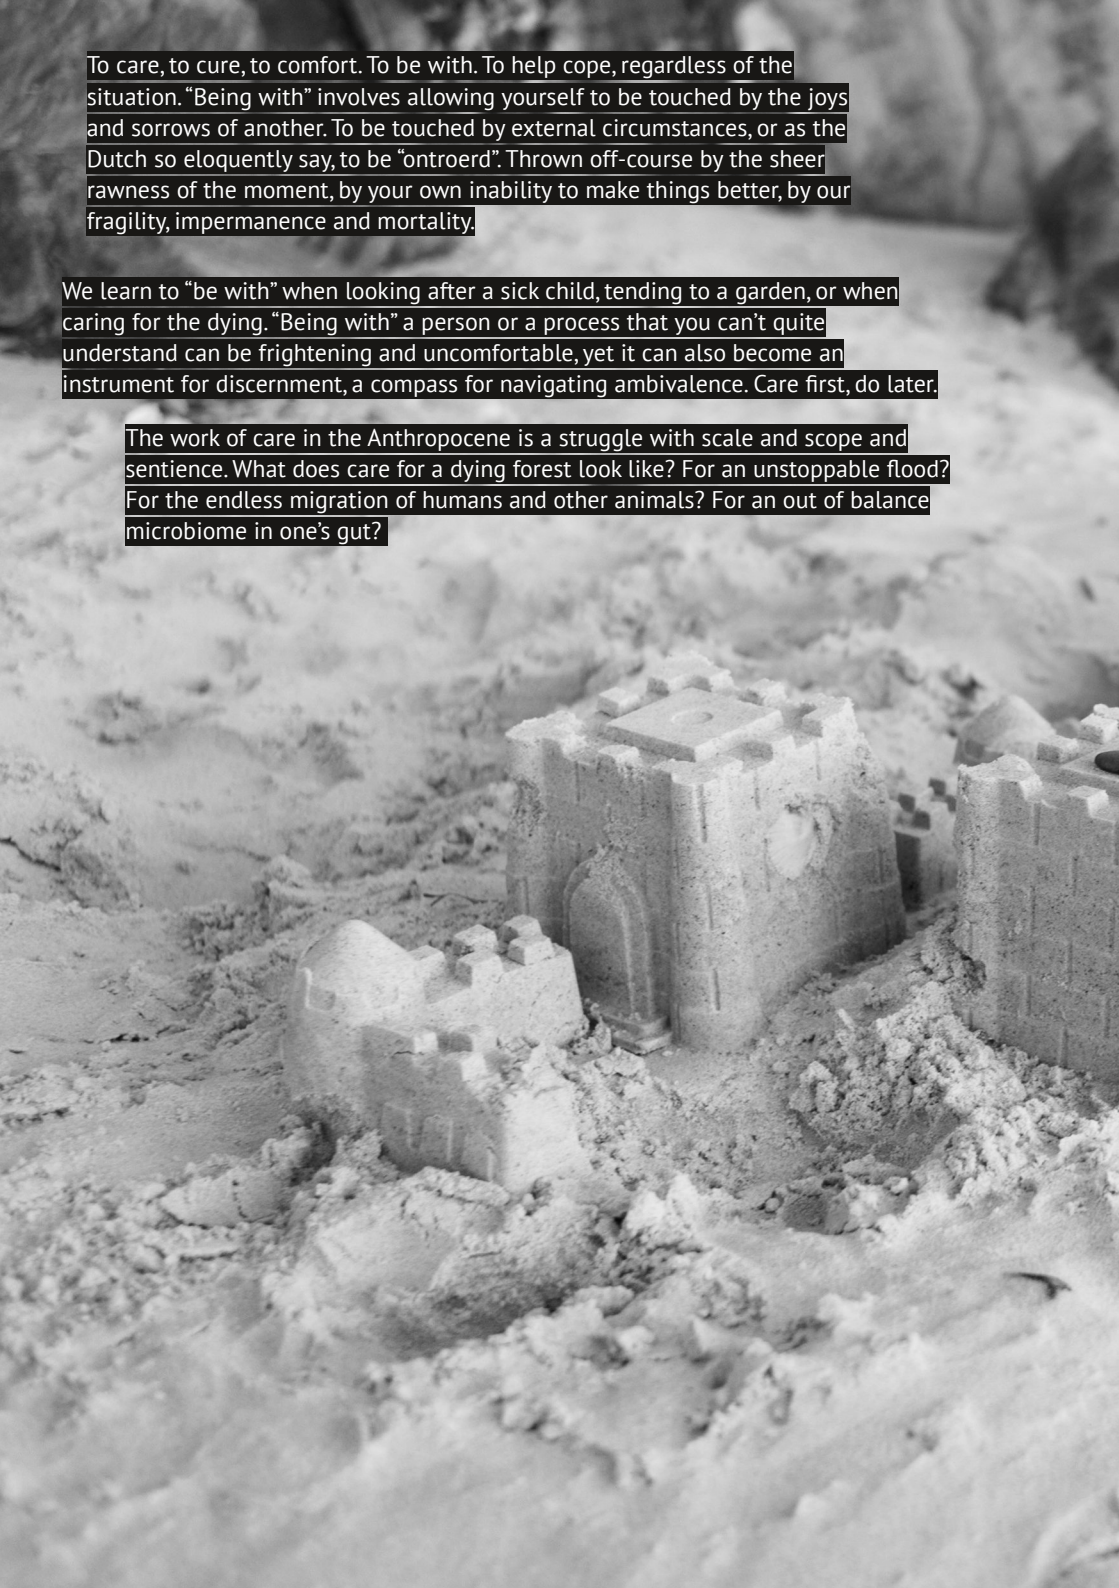 To care, to cure, to comfort. To be with. To help cope, regardless of the
situation. “Being with” involves allowing yourself to be touched by the joys
and sorrows of another. To be touched by external circumstances, or as the
Dutch so eloquently say, to be “ontroerd”. Thrown off-course by the sheer
rawness of the moment, by your own inability to make things better, by our
fragility, impermanence and mortality.
We learn to “be with” when looking after a sick child, tending to a garden, or when
caring for the dying. “Being with” a person or a process that you can’t quite
understand can be frightening and uncomfortable, yet it can also become an
instrument for discernment, a compass for navigating ambivalence. Care first, do later.
The work of care in the Anthropocene is a struggle with scale and scope and
sentience. What does care for a dying forest look like? For an unstoppable flood?
For the endless migration of humans and other animals? For an out of balance
microbiome in one’s gut?